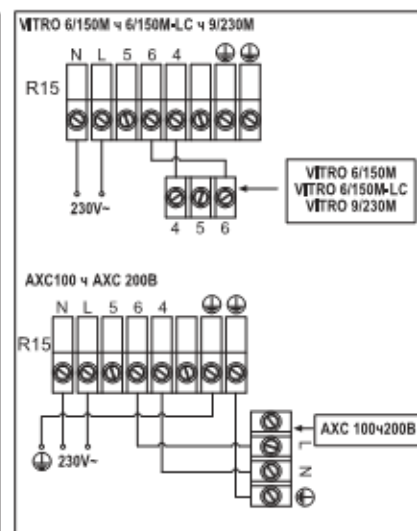 VITRO 6/150M ч 6/150M-LC ч 9/230M
N L 5 6 4
R15
230V~
4 5 6
VITRO 6/150M
VITRO 6/150M-LC
VITRO 9/230M
AXC100 ч AXC 200B
N L 5 6 4
R15
230V~
L
N
AXC 100ч200B